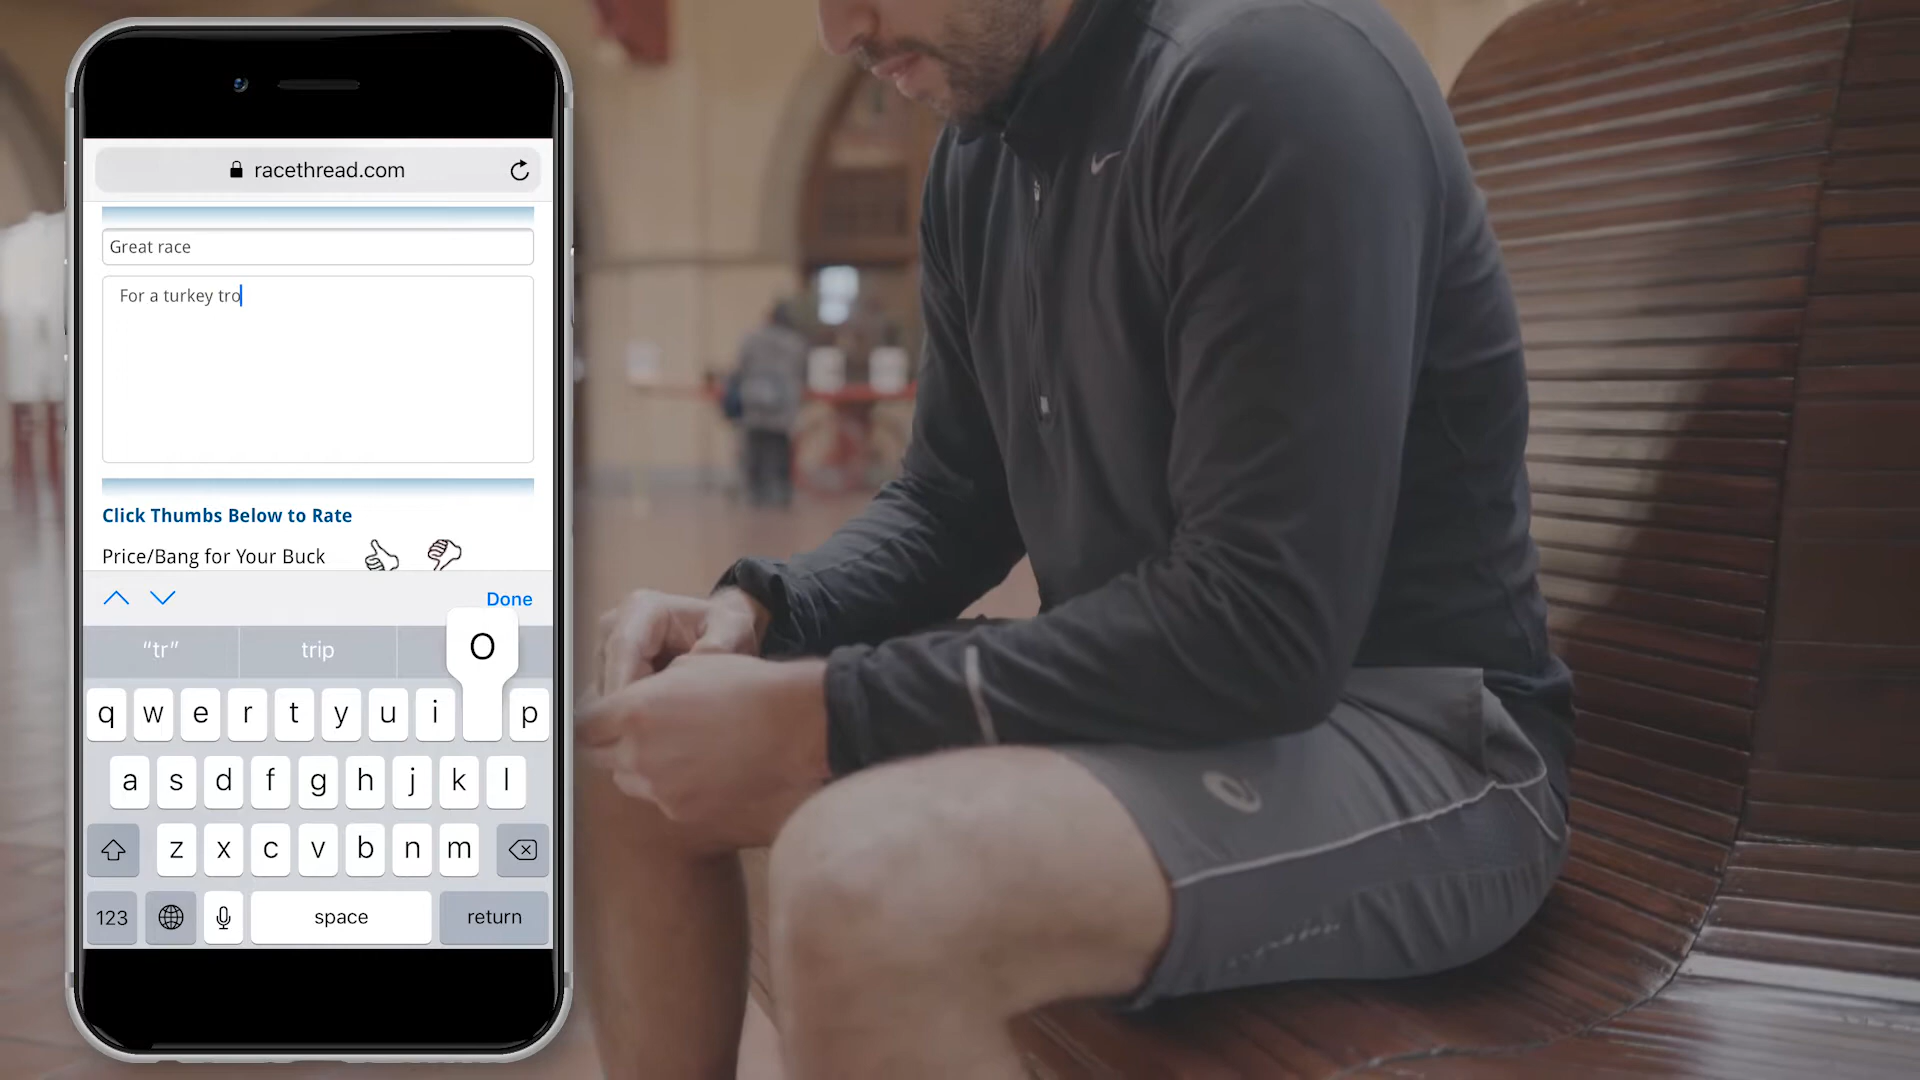 racethread.com
Great race
For a turkey tro
Click Thumbs Below to Rate
Price/Bang for Your Buck
Done
“tr” trip
O
q w e r t y u i p
a s d f g h j k l
z x c v b n m
123 space return